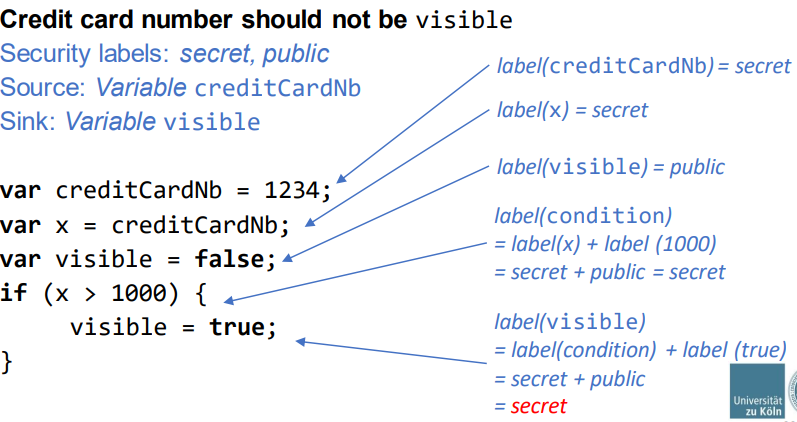 Credit card number should not be visible
Security labels: secret, public
Source: Variable creditCardNb
Sink: Variable visible
var creditCardNb = 1234;
var x = creditCardNb;
var visible = false;
if (x > 1000) {
visible = true;
}
label(creditCardNb) = secret
label(x) = secret
label(visible) = public
label(condition)
= label(x) + label (1000)
= secret + public = secret
label(visible)
= label(condition) + label (true)
= secret + public
= secret
Universität
zu Köln